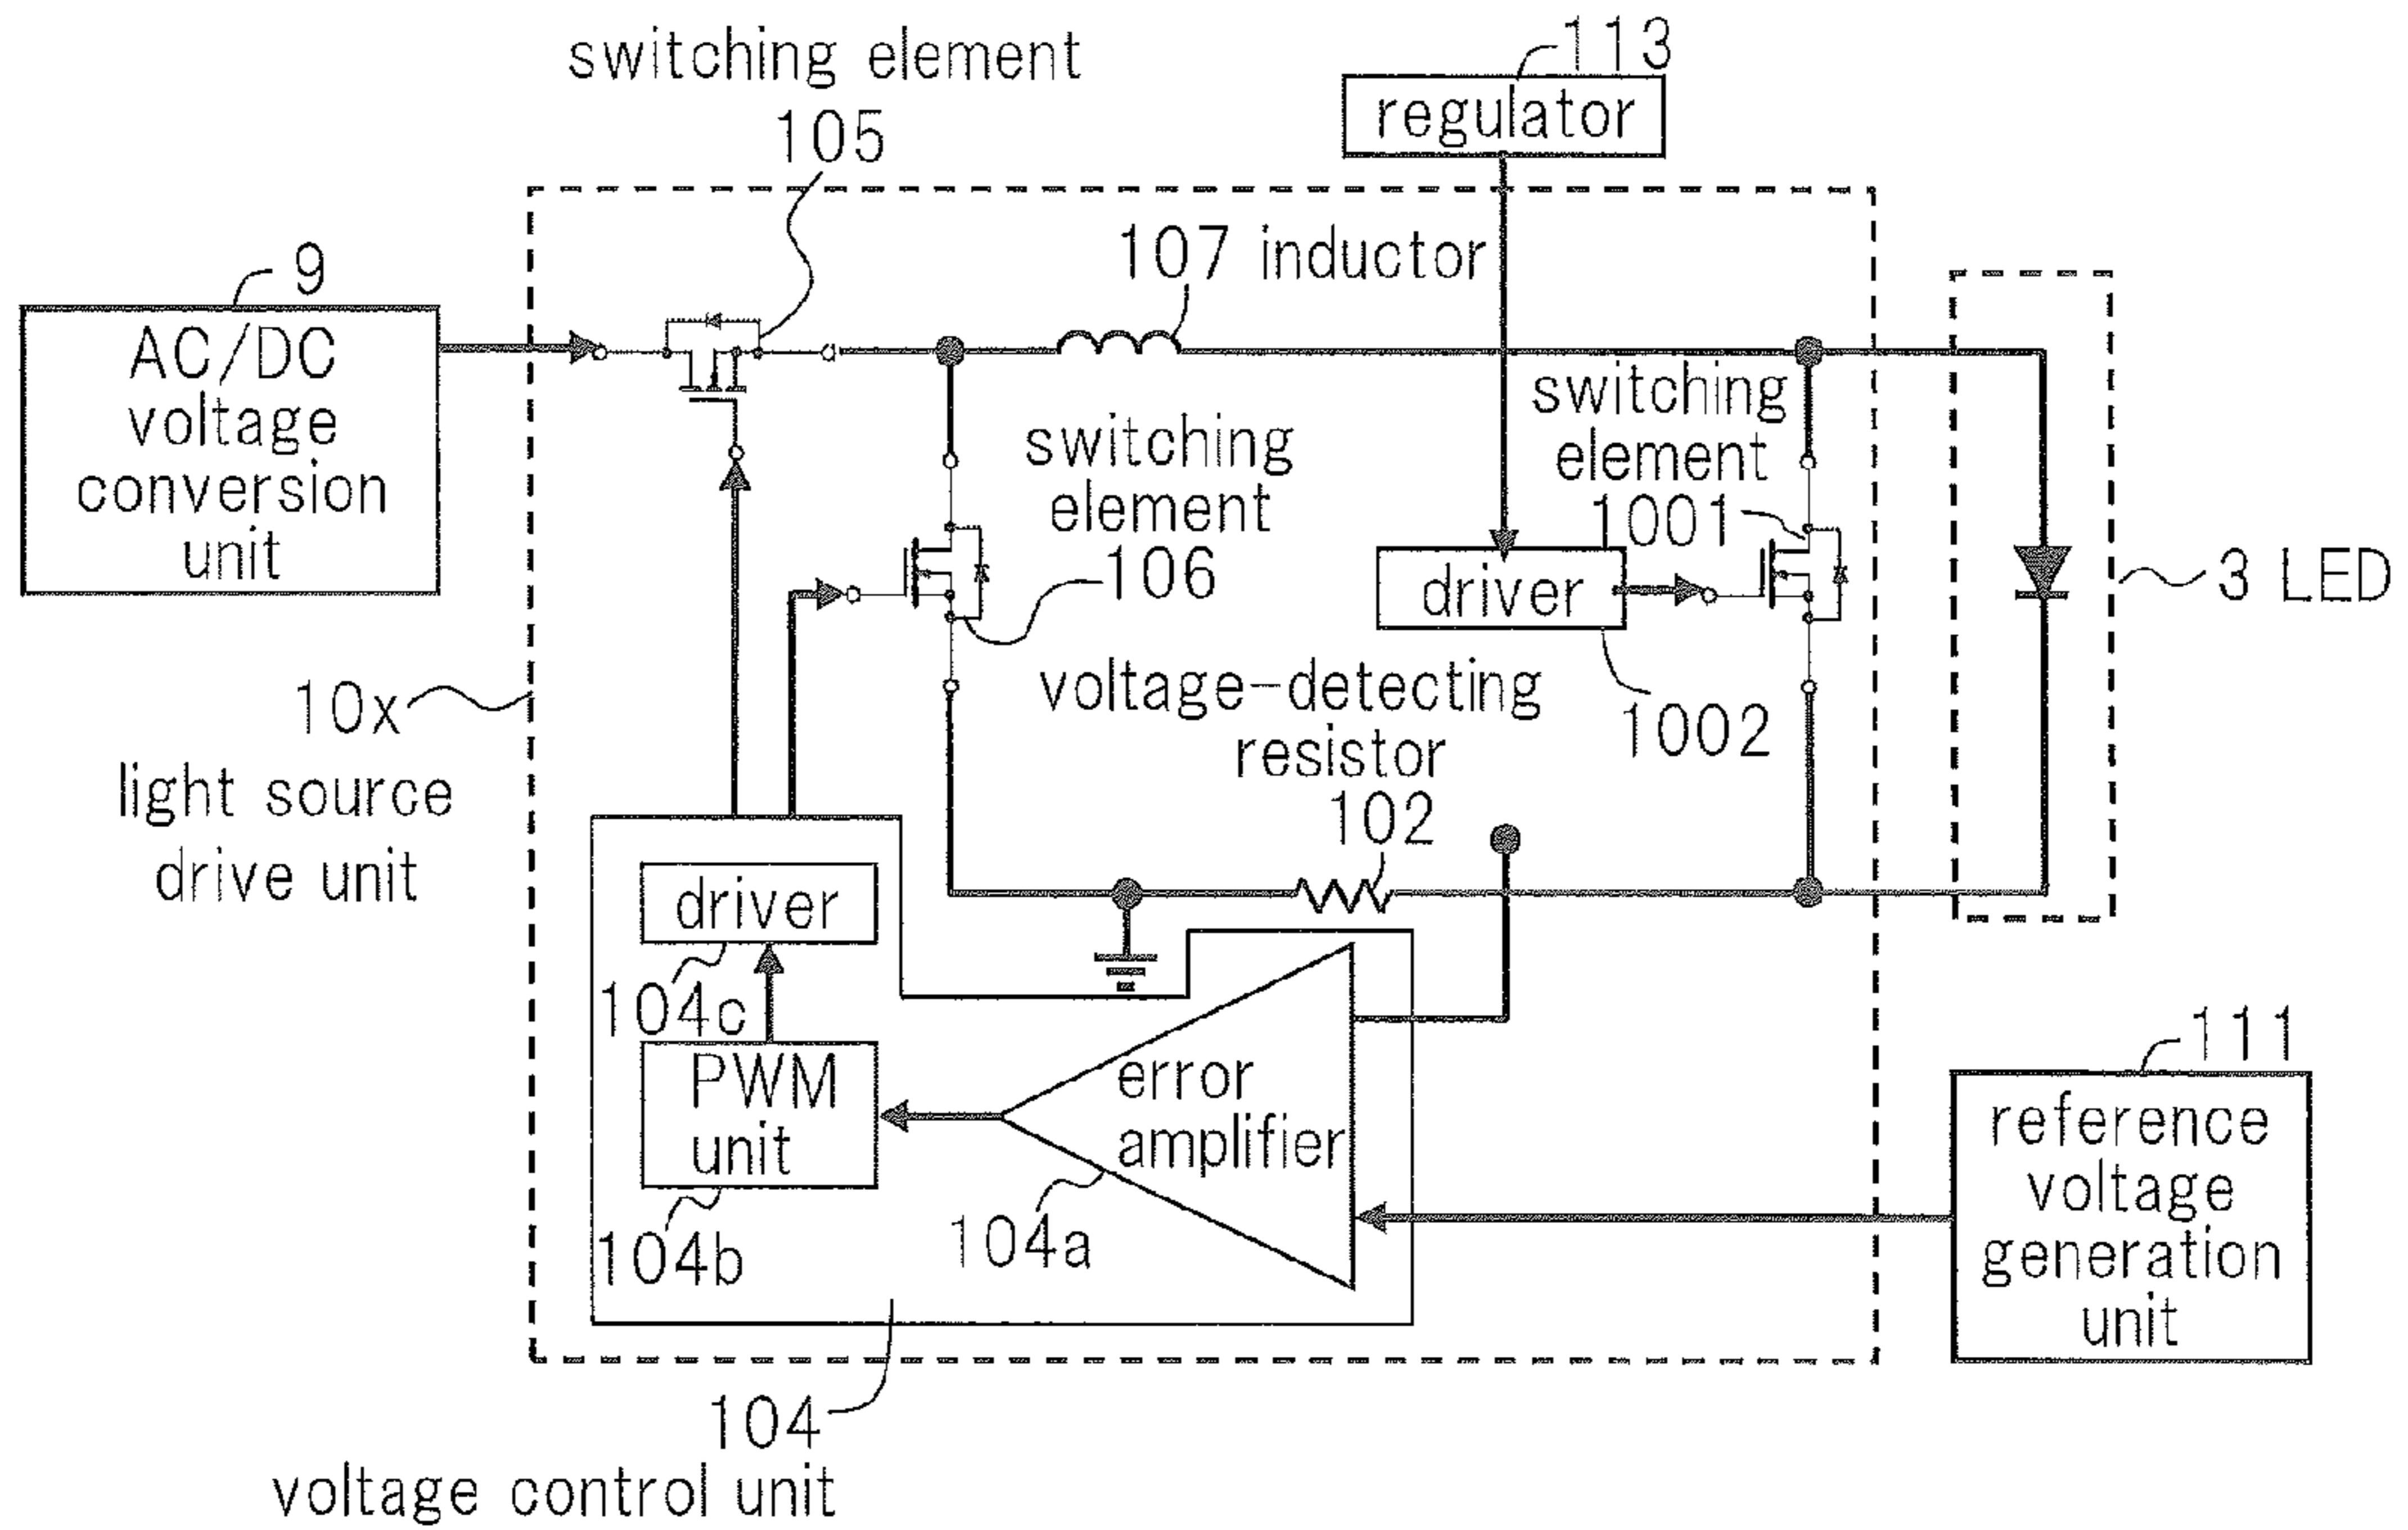 switching element
105
113
regulator
9
AC/DC
voltage
conversion
unit
107 inductor
switching
element
1001
switching
element
106
driver
1002
3 LED
10x
light source
drive unit
voltage-detecting
resistor
102
driver
104c
PWM
unit
104b
error
amplifier
104a
111
reference
voltage
generation
unit
104
voltage control unit